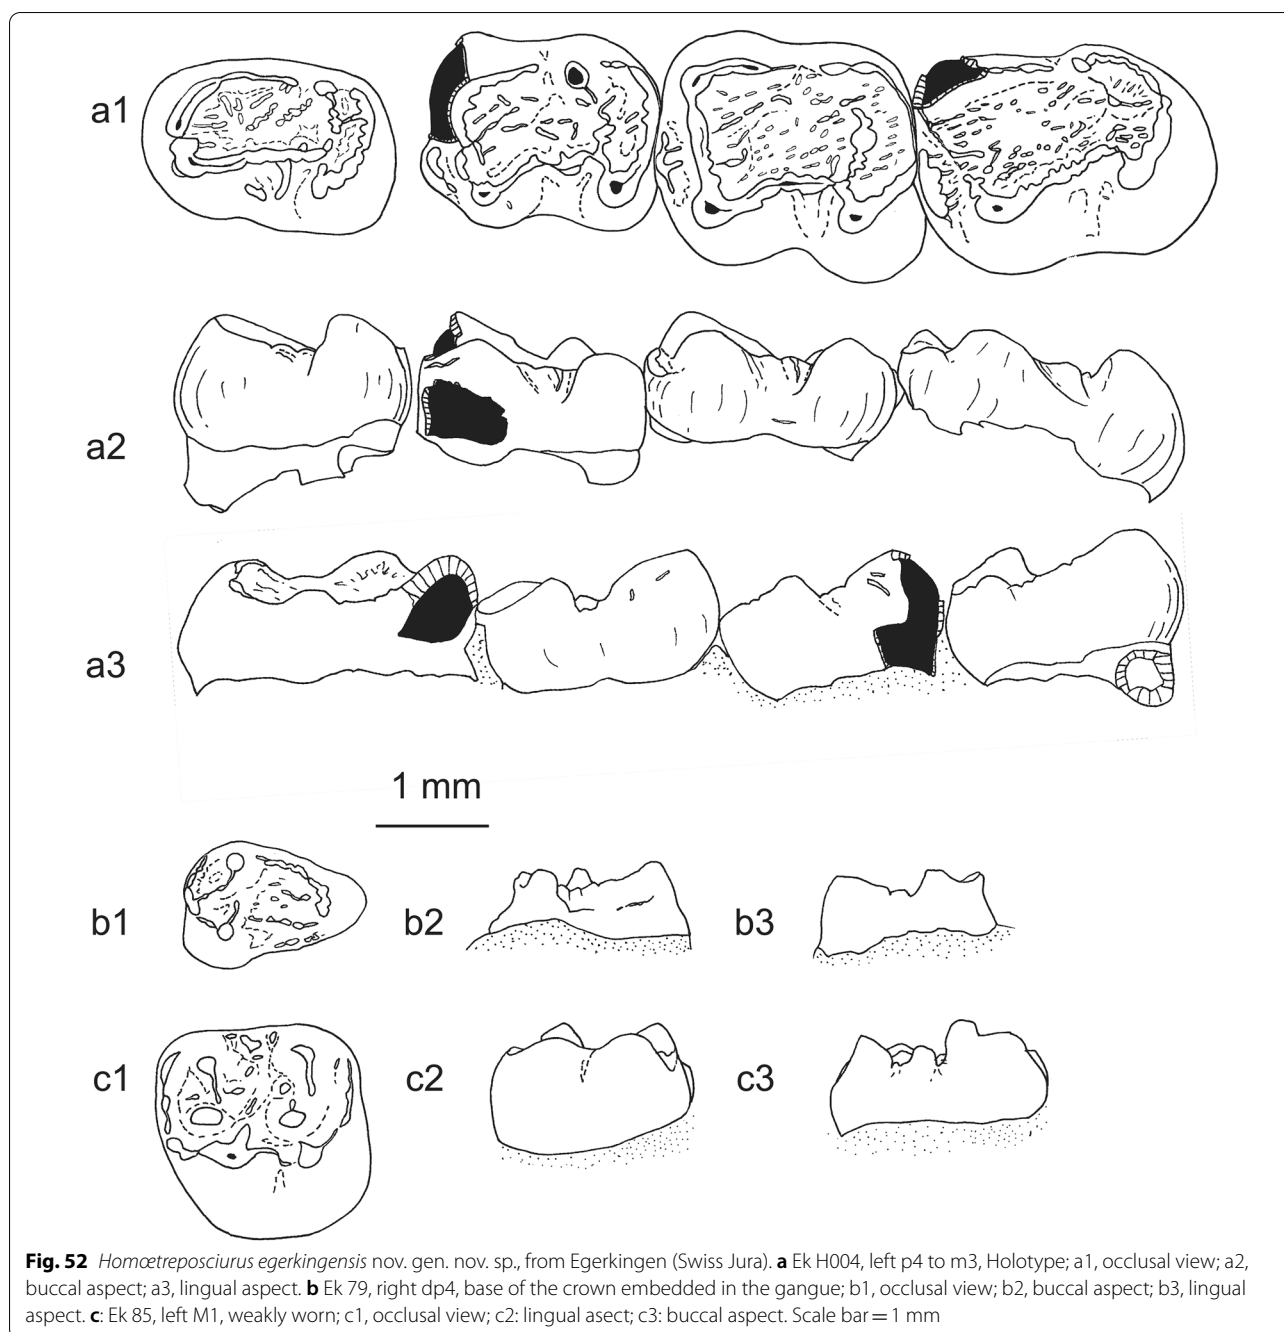 a1
a2
a3
1 mm
b1 b2 b3
c1 c2 c3
Fig. 52 Homœtreposciurus egerkingensis nov. gen. nov. sp., from Egerkingen (Swiss Jura). a Ek H004, left p4 to m3, Holotype; a1, occlusal view; a2,
buccal aspect; a3, lingual aspect. b Ek 79, right dp4, base of the crown embedded in the gangue; b1, occlusal view; b2, buccal aspect; b3, lingual
aspect. c: Ek 85, left M1, weakly worn; c1, occlusal view; c2: lingual asect; c3: buccal aspect. Scale bar = 1 mm